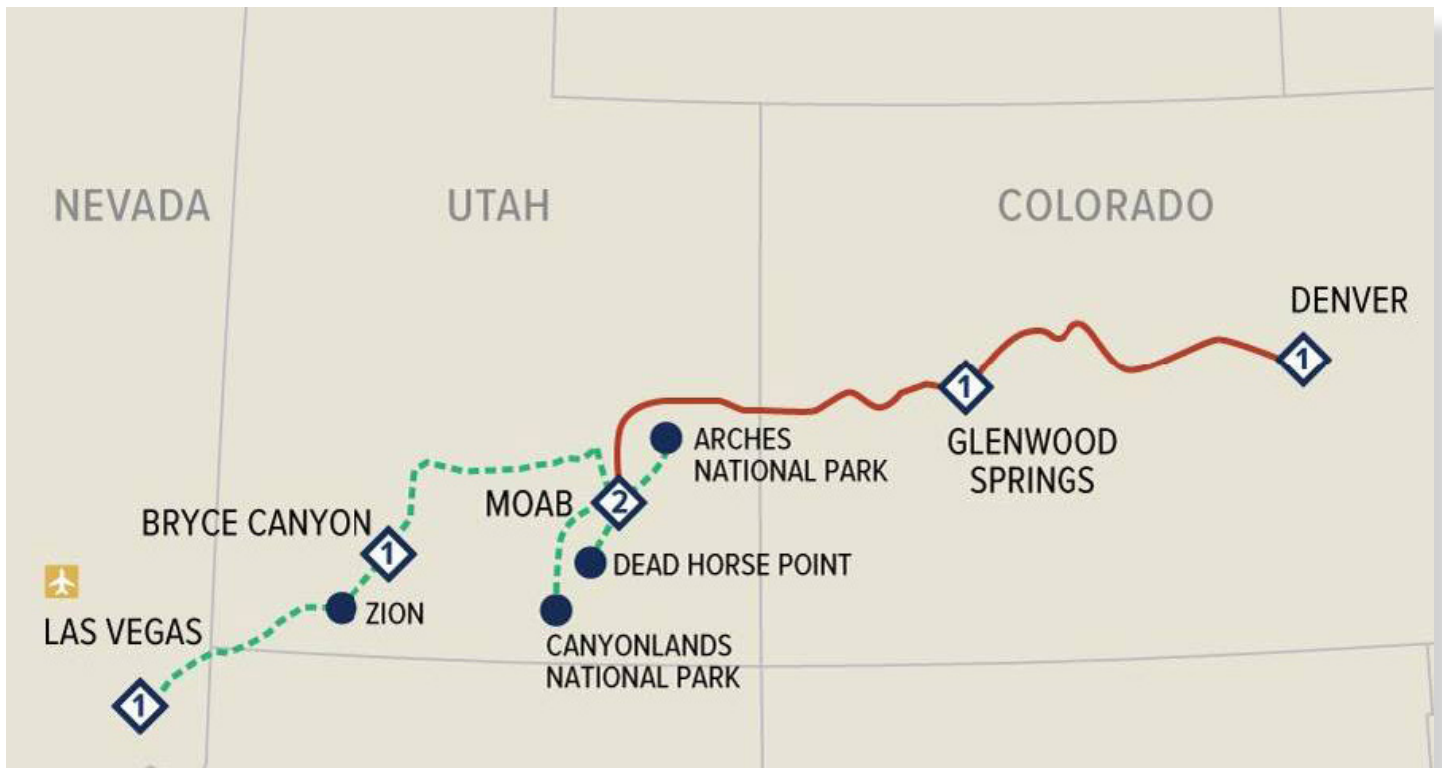 NEVADA
UTAH
COLORADO
DENVER
1
1
ARCHES
NATIONAL PARK
GLENWOOD
SPRINGS
MOAB
2
BRYCE CANYON
1
DEAD HORSE POINT
ZION
LAS VEGAS
CANYONLANDS
NATIONAL PARK
1